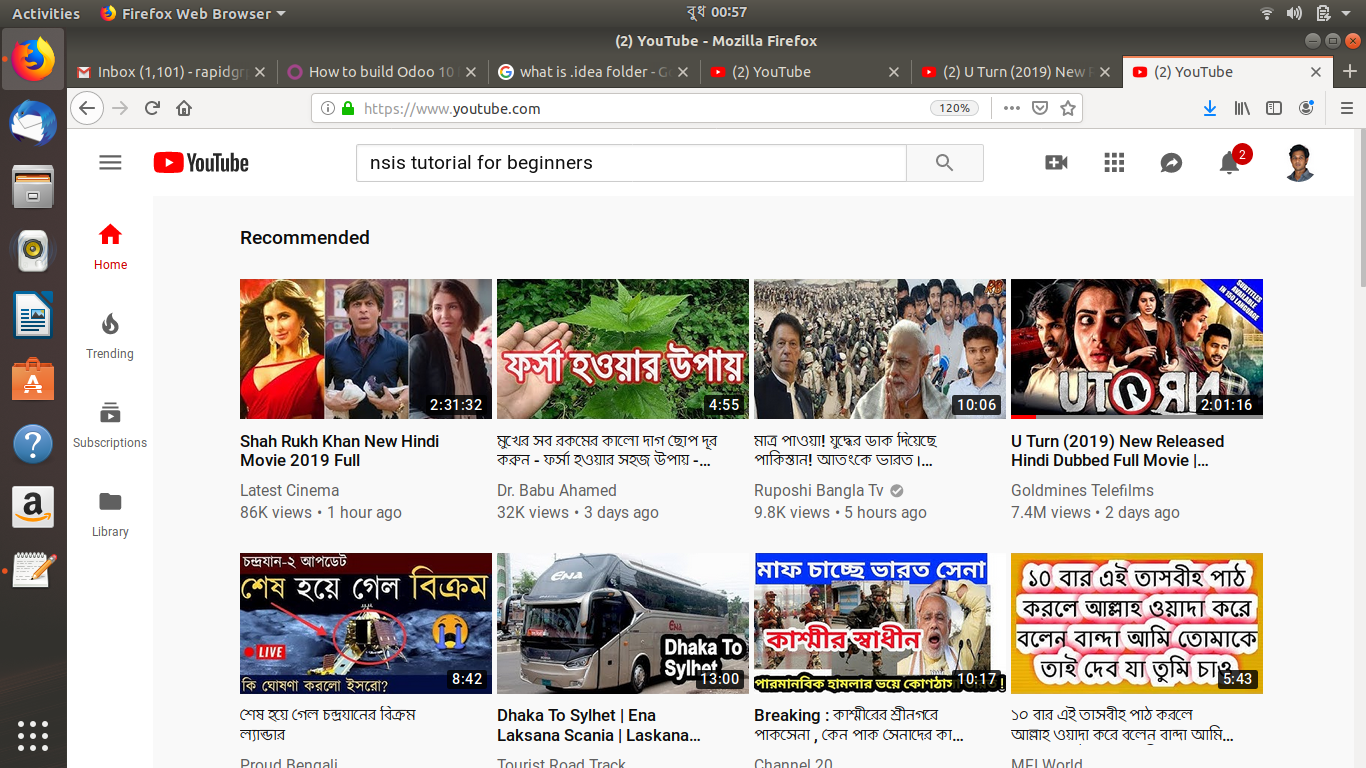 Activities
Firefox Web Browser
বুধ 00:57
(2) YouTube - Mozilla Firefox
Inbox (1,101) - rapidgr
How to build Odoo 10
what is .idea folder - G
(2) YouTube
(2) U Turn (2019) New
(2) YouTube
https://www.youtube.com
120%
YouTube
nsis tutorial for beginners
2
Home
Trending
Subscriptions
Library
Recommended
2:31:32
ফর্সা হওয়ার উপায়
4:55
10:06
SUBTITLES AVAILABLE IN 150 LANGUAGE
U TURN
2:01:16
Shah Rukh Khan New Hindi
Movie 2019 Full
Latest Cinema
86K views • 1 hour ago
মুখের সব রকমের কালো দাগ ছোপ দূর
করুন - ফর্সা হওয়ার সহজ উপায় -...
Dr. Babu Ahamed
32K views • 3 days ago
মাত্র পাওয়া! যুদ্ধের ডাক দিয়েছে
পাকিস্তান! আতংকে ভারত।...
Ruposhi Bangla Tv
9.8K views • 5 hours ago
U Turn (2019) New Released
Hindi Dubbed Full Movie |...
Goldmines Telefilms
7.4M views • 2 days ago
চন্দ্রযান-২ আপডেট
শেষ হয়ে গেল বিক্রম
LIVE
কি ঘোষণা করলো ইসরো?
8:42
ENA
Dhaka To
Sylhet
13:00
মাফ চাচ্ছে ভারত সেনা
কাশ্মীর স্বাধীন
পারমানবিক হামলার ভয়ে
10:17
১০ বার এই তাসবীহ পাঠ
করলে আল্লাহ ওয়াদা করে
বলেন বান্দা আমি তোমাকে
তাই দেব যা তুমি চাও
5:43
শেষ হয়ে গেল চন্দ্রযানের বিক্রম
ল্যান্ডার
Proud Bengali
Dhaka To Sylhet | Ena
Laksana Scania | Laskana...
Tourist Road Track
Breaking : কাশ্মীরের শ্রীনগরে
পাকসেনা , কেন পাক সেনাদের কা...
Channel 20
১০ বার এই তাসবীহ পাঠ করলে
আল্লাহ ওয়াদা করে বলেন বান্দা আমি...
MFI World